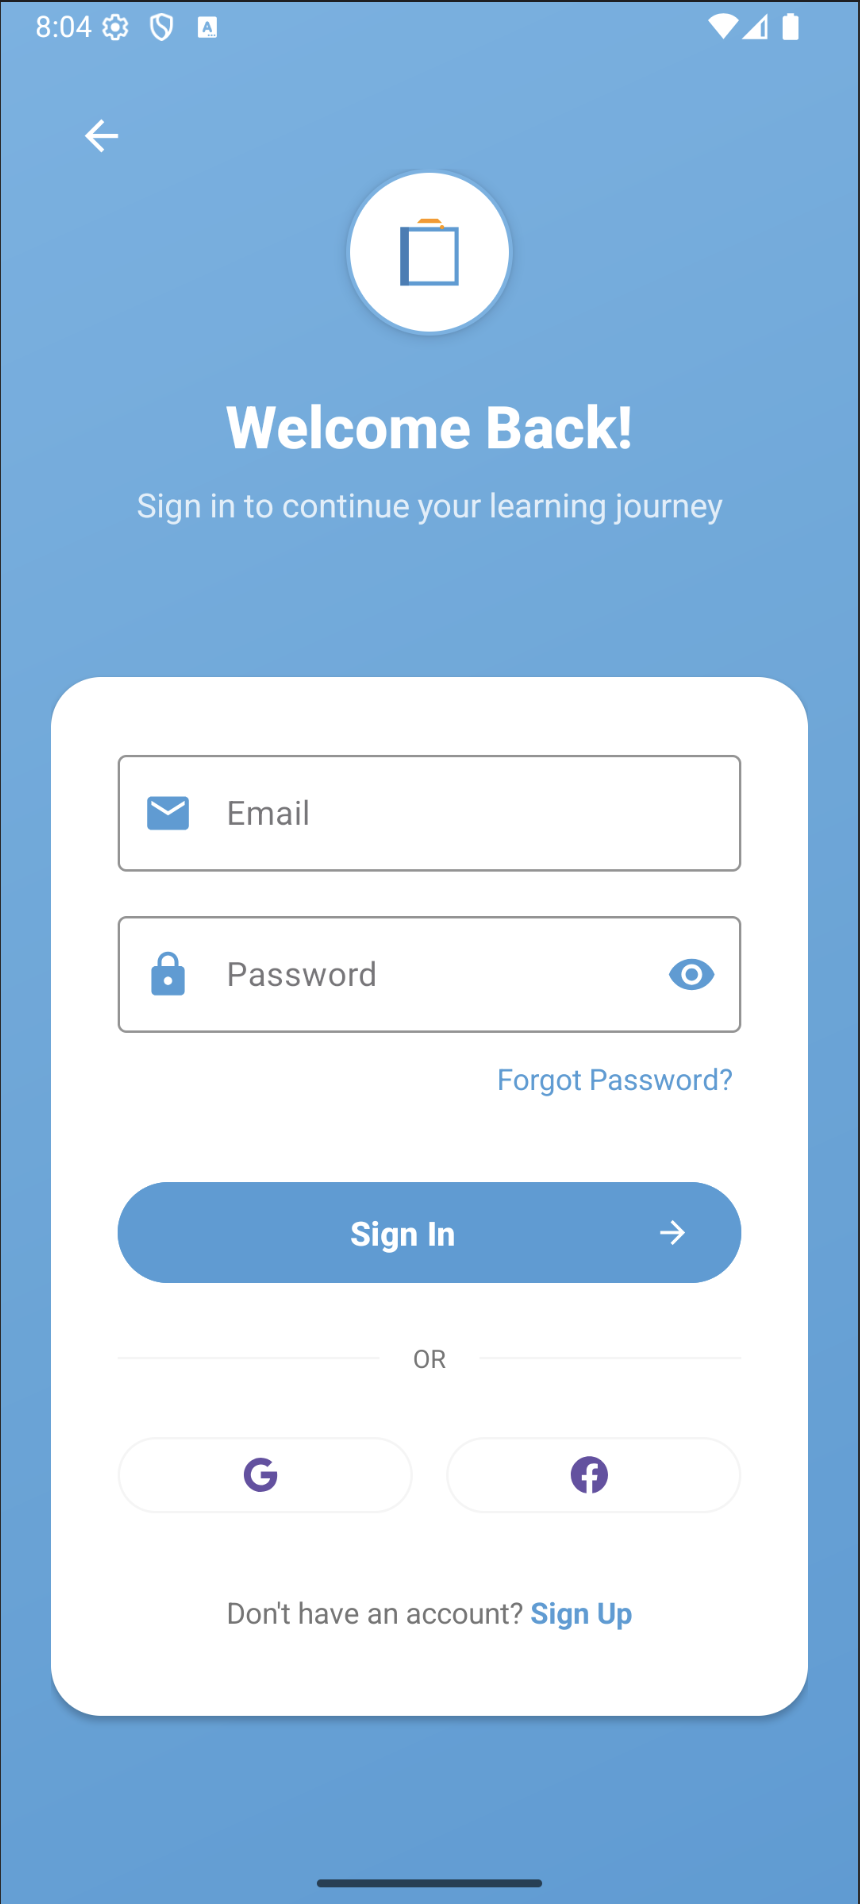 8:04
Welcome Back!
Sign in to continue your learning journey
Email
Password
Forgot Password?
Sign In
OR
Don't have an account? Sign Up